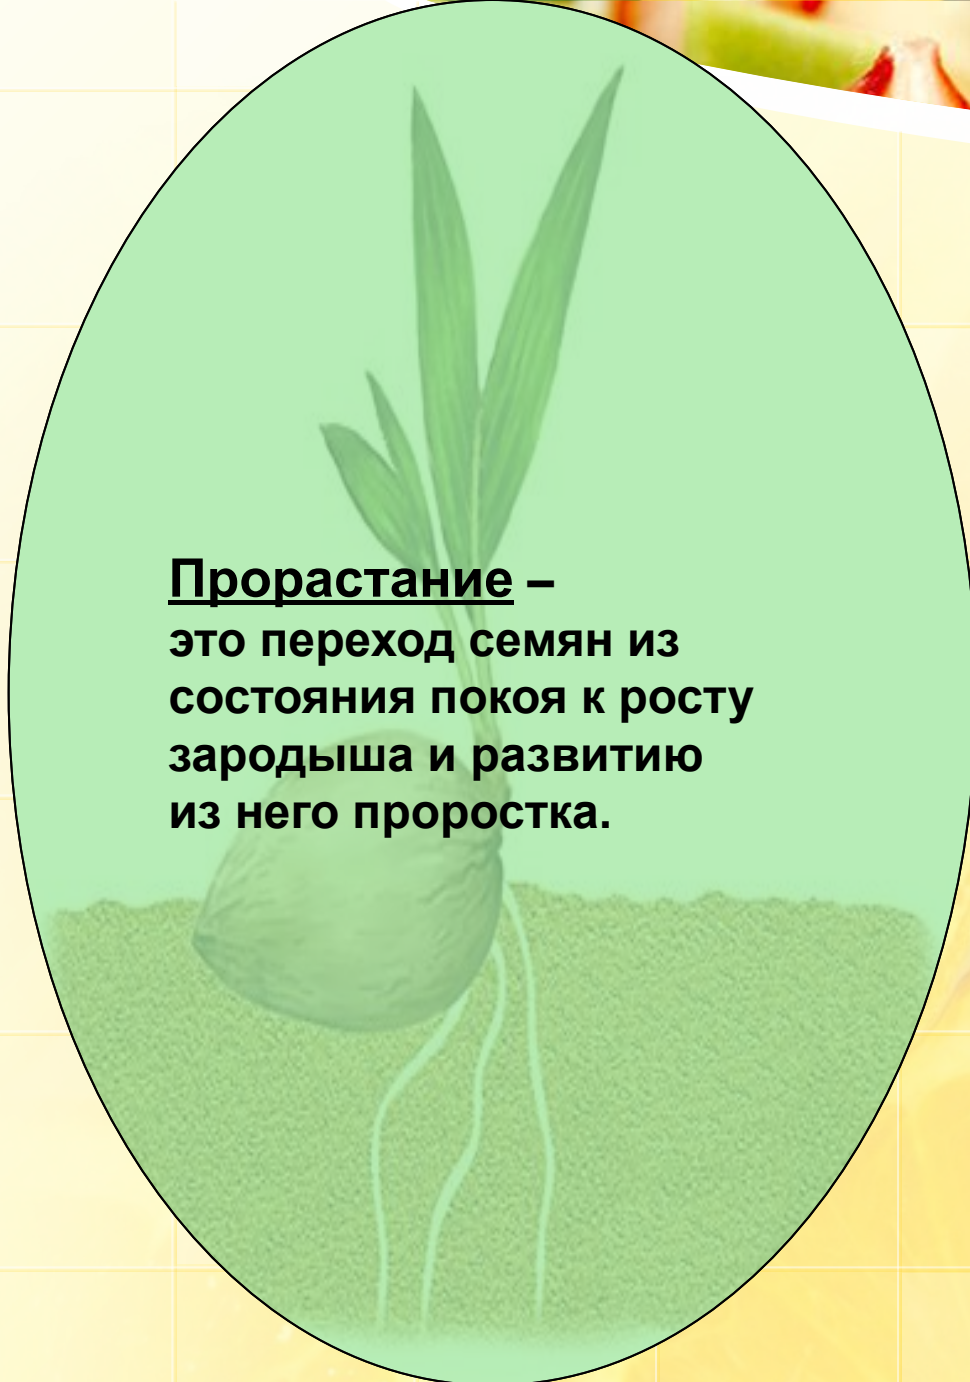 Прорастание –
это переход семян из
состояния покоя к росту
зародыша и развитию
из него проростка.